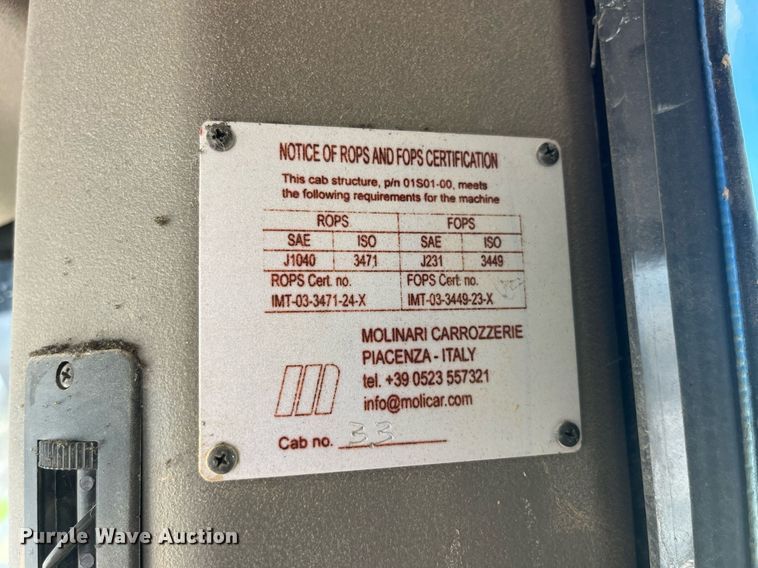 NOTICE OF ROPS AND FOPS CERTIFICATION
This cab structure, p/n 01S01-00, meets
the following requirements for the machine
ROPS FOPS
SAE ISO SAE ISO
J1040 3471 J231 3449
ROPS Cert. no. FOPS Cert. no.
IMT-03-3471-24-X IMT-03-3449-23-X
MOLINARI CARROZZERIE
PIACENZA - ITALY
tel. +39 0523 557321
info@molicar.com
Cab no. 33
Purple Wave Auction